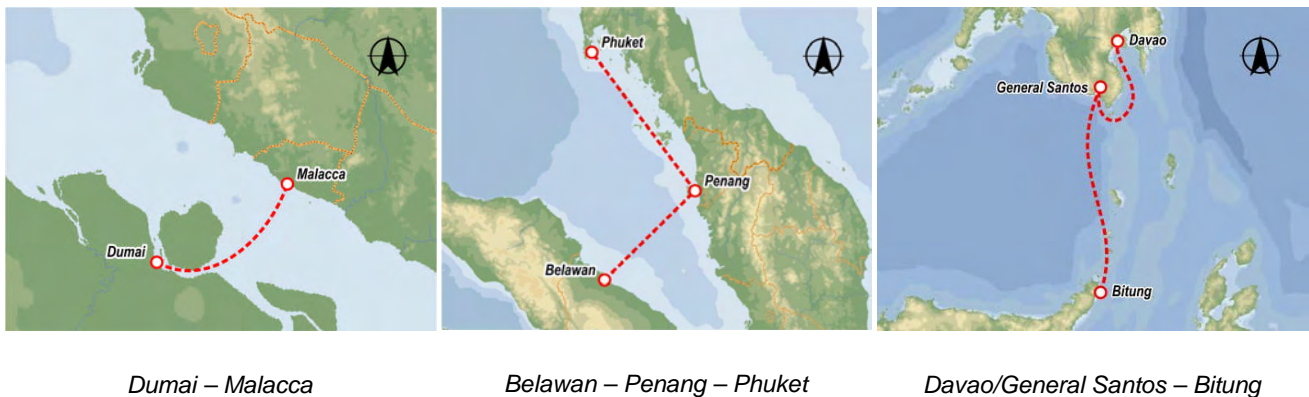 Malacca
Dumai
Phuket
Penang
Belawan
Davao
General Santos
Bitung
Dumai – Malacca
Belawan – Penang – Phuket
Davao/General Santos – Bitung